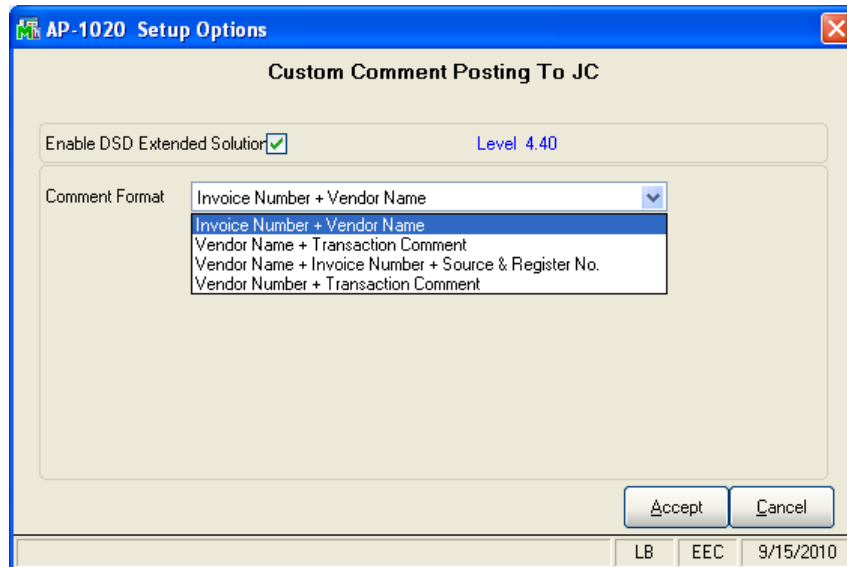 AP-1020 Setup Options
Custom Comment Posting To JC
Enable DSD Extended Solution
Level 4.40
Comment Format
Invoice Number + Vendor Name
Invoice Number + Vendor Name
Vendor Name + Transaction Comment
Vendor Name + Invoice Number + Source & Register No.
Vendor Number + Transaction Comment
Accept
Cancel
LB
EEC
9/15/2010